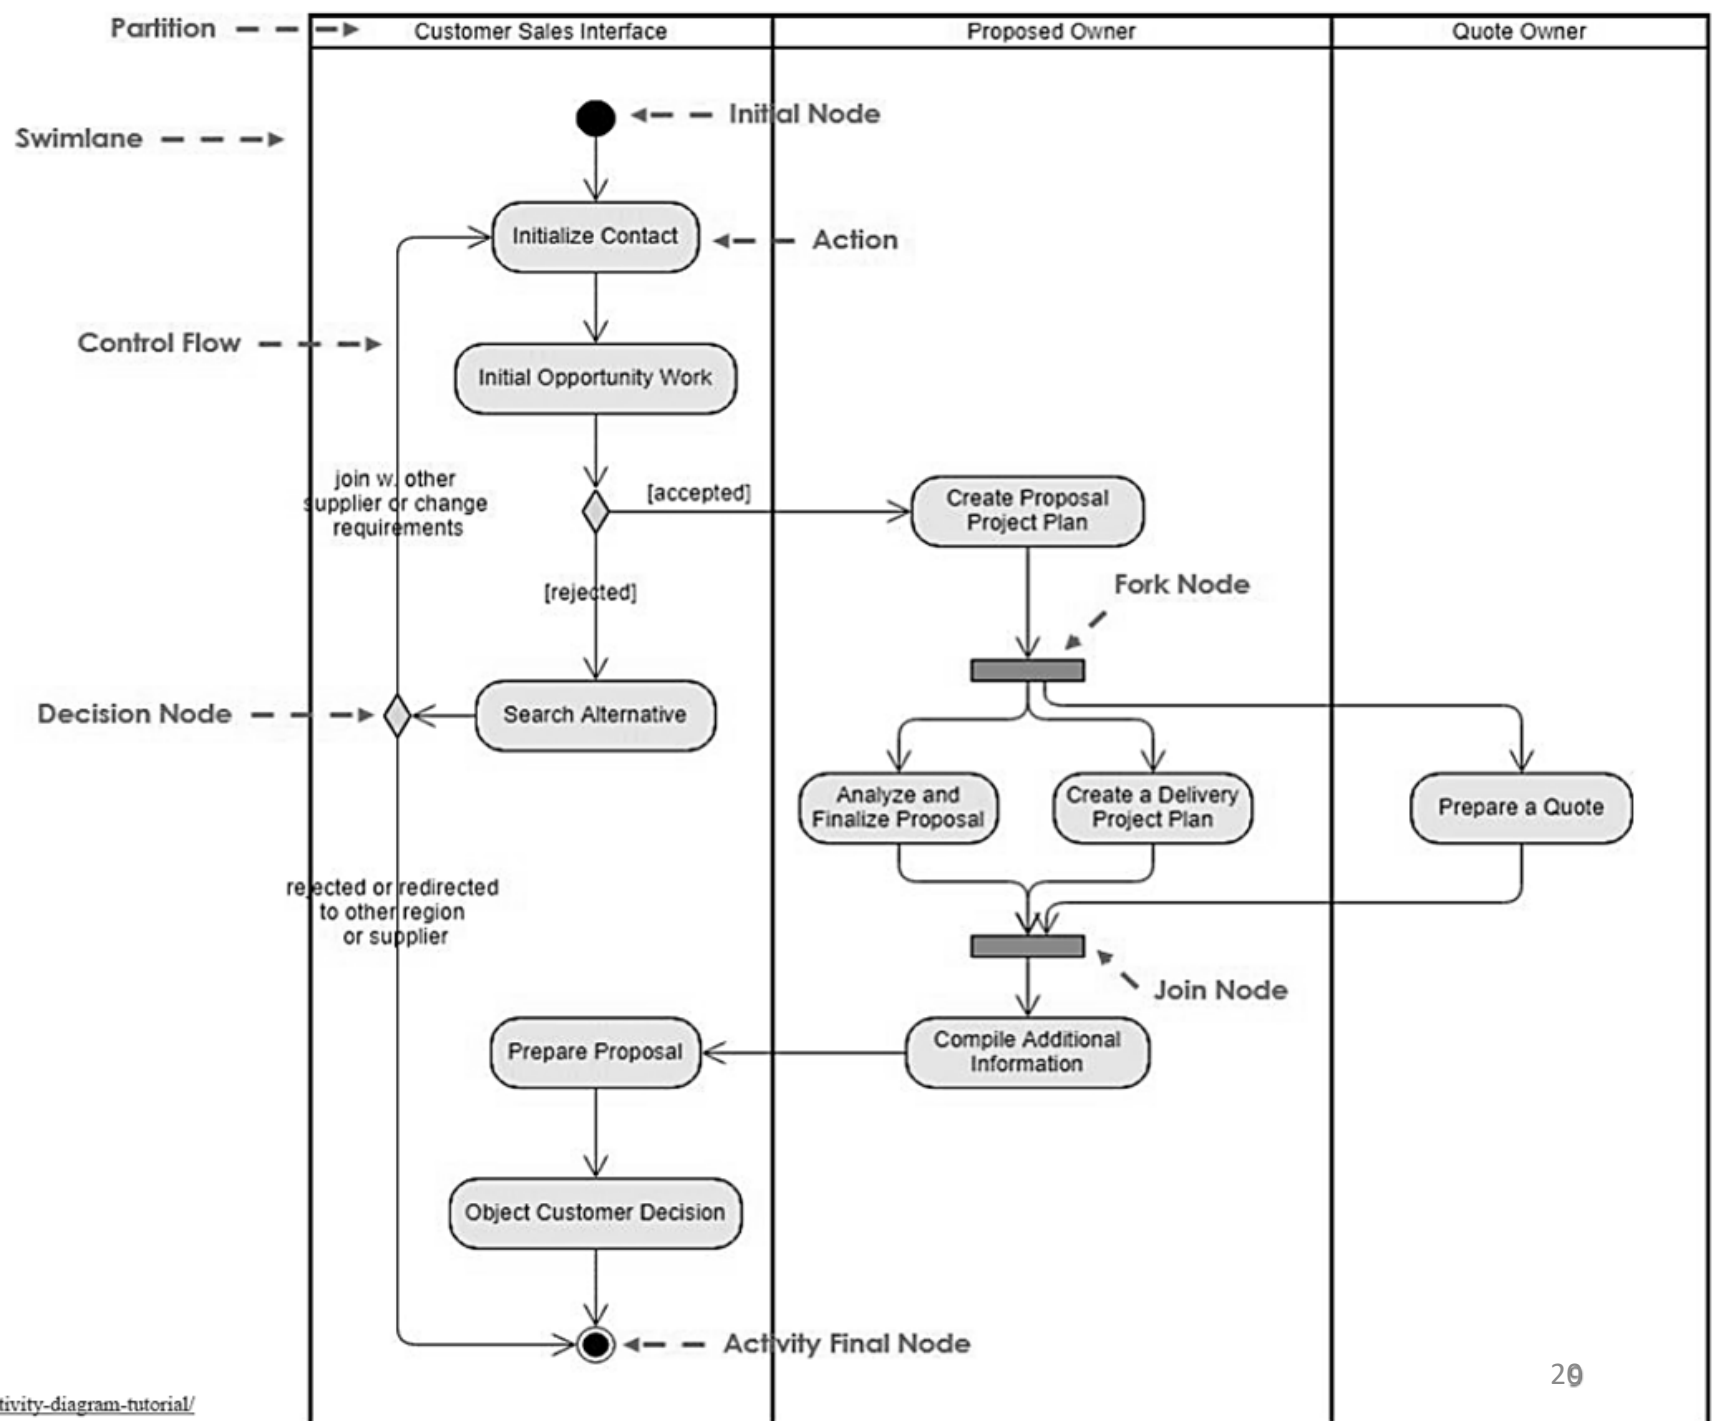 Partition
Customer Sales Interface
Proposed Owner
Quote Owner
Initial Node
Swimlane
Initialize Contact
Action
Control Flow
Initial Opportunity Work
join w. other
supplier or change
requirements
[accepted]
Create Proposal
Project Plan
[rejected]
Fork Node
Decision Node
Search Alternative
Analyze and
Finalize Proposal
Create a Delivery
Project Plan
Prepare a Quote
rejected or redirected
to other region
or supplier
Join Node
Prepare Proposal
Compile Additional
Information
Object Customer Decision
Activity Final Node
tivity-diagram-tutorial/